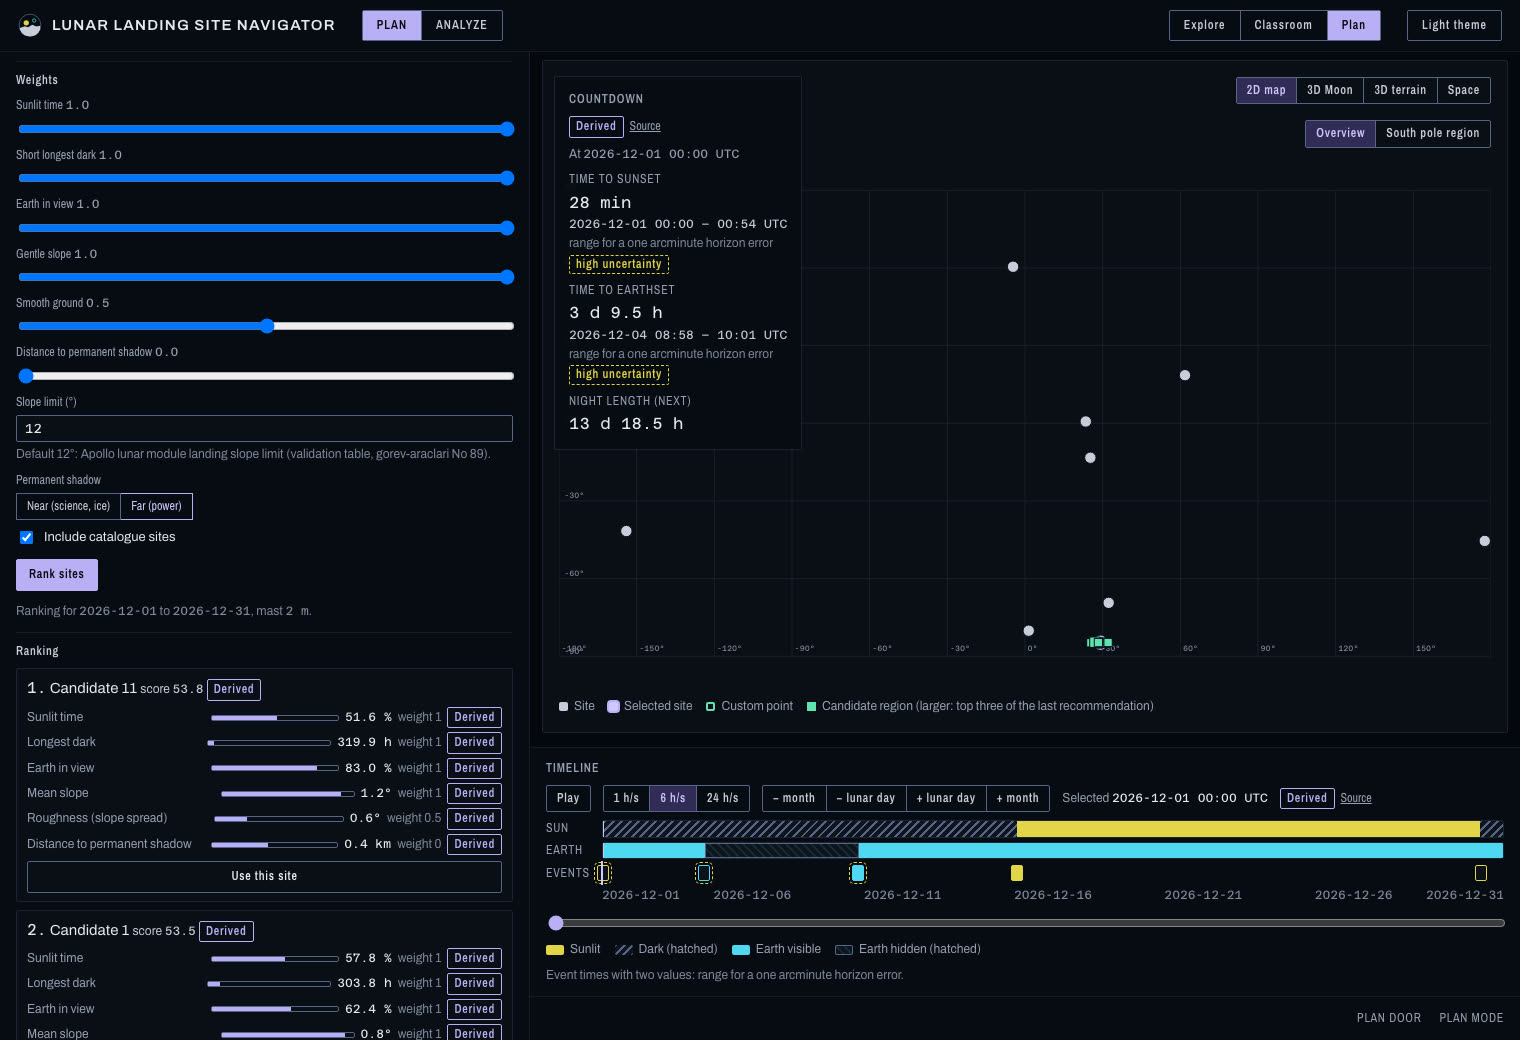 LUNAR LANDING SITE NAVIGATOR PLAN ANALYZE Explore Classroom Plan Light theme
Weights
Sunlit time 1.0
Short longest dark 1.0
Earth in view 1.0
Gentle slope 1.0
Smooth ground 0.5
Distance to permanent shadow 0.0
Slope limit (°)
12
Default 12°: Apollo lunar module landing slope limit (validation table, gorev-araclari No 89).
Permanent shadow
Near (science, ice) Far (power)
Include catalogue sites
Rank sites
Ranking for 2026-12-01 to 2026-12-31, mast 2 m.
Ranking
1. Candidate 11 score 53.8 Derived
Sunlit time 51.6 % weight 1 Derived
Longest dark 319.9 h weight 1 Derived
Earth in view 83.0 % weight 1 Derived
Mean slope 1.2° weight 1 Derived
Roughness (slope spread) 0.6° weight 0.5 Derived
Distance to permanent shadow 0.4 km weight 0 Derived
Use this site
2. Candidate 1 score 53.5 Derived
Sunlit time 57.8 % weight 1 Derived
Longest dark 303.8 h weight 1 Derived
Earth in view 62.4 % weight 1 Derived
Mean slope 0.8° weight 1 Derived
COUNTDOWN
Derived Source
At 2026-12-01 00:00 UTC
TIME TO SUNSET
28 min
2026-12-01 00:00 – 00:54 UTC
range for a one arcminute horizon error
high uncertainty
TIME TO EARTHSET
3 d 9.5 h
2026-12-04 08:58 – 10:01 UTC
range for a one arcminute horizon error
high uncertainty
NIGHT LENGTH (NEXT)
13 d 18.5 h
2D map 3D Moon 3D terrain Space
Overview South pole region
-30°
-60°
-150° -120° -90° -60° -30° 0° 60° 90° 120° 150°
Site Selected site Custom point Candidate region (larger: top three of the last recommendation)
TIMELINE
Play 1 h/s 6 h/s 24 h/s – month – lunar day + lunar day + month Selected 2026-12-01 00:00 UTC Derived Source
SUN
EARTH
EVENTS
2026-12-01 2026-12-06 2026-12-11 2026-12-16 2026-12-21 2026-12-26 2026-12-31
Sunlit Dark (hatched) Earth visible Earth hidden (hatched)
Event times with two values: range for a one arcminute horizon error.
PLAN DOOR PLAN MODE